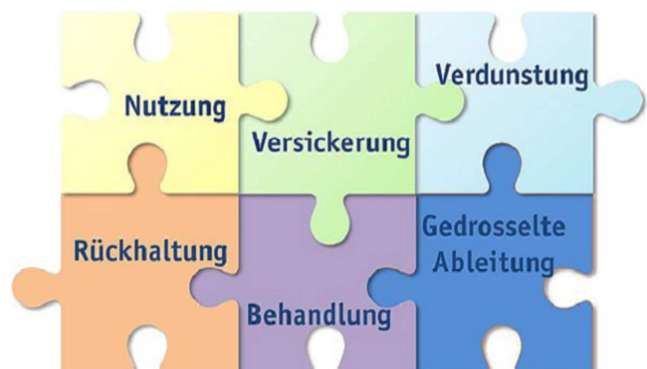 Nutzung
Versickerung
Verdunstung
Rückhaltung
Behandlung
Gedrosselte
Ableitung